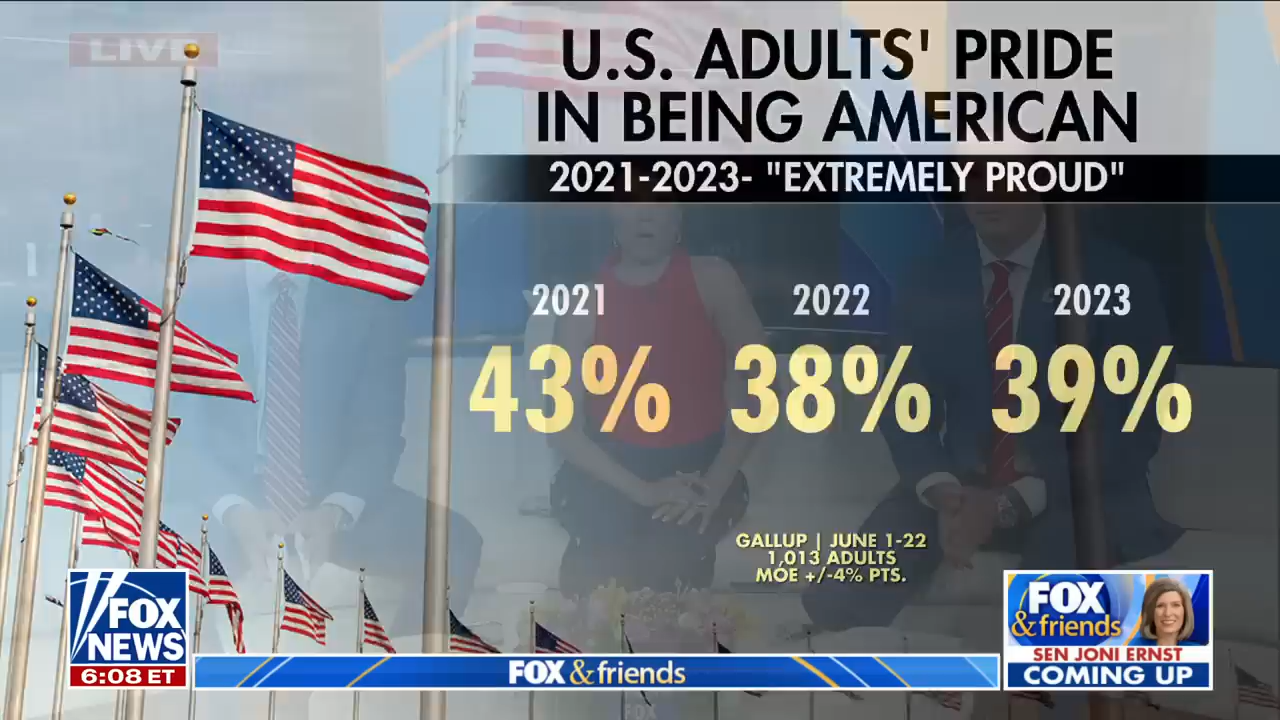 LIVE
U.S. ADULTS' PRIDE
IN BEING AMERICAN
2021-2023- "EXTREMELY PROUD"
2021
2022
2023
43%
38%
39%
GALLUP | JUNE 1-22
1,013 ADULTS
MOE +/-4% PTS.
FOX
NEWS
6:08 ET
FOX & friends
FOX
& friends
SEN JONI ERNST
COMING UP
FOX